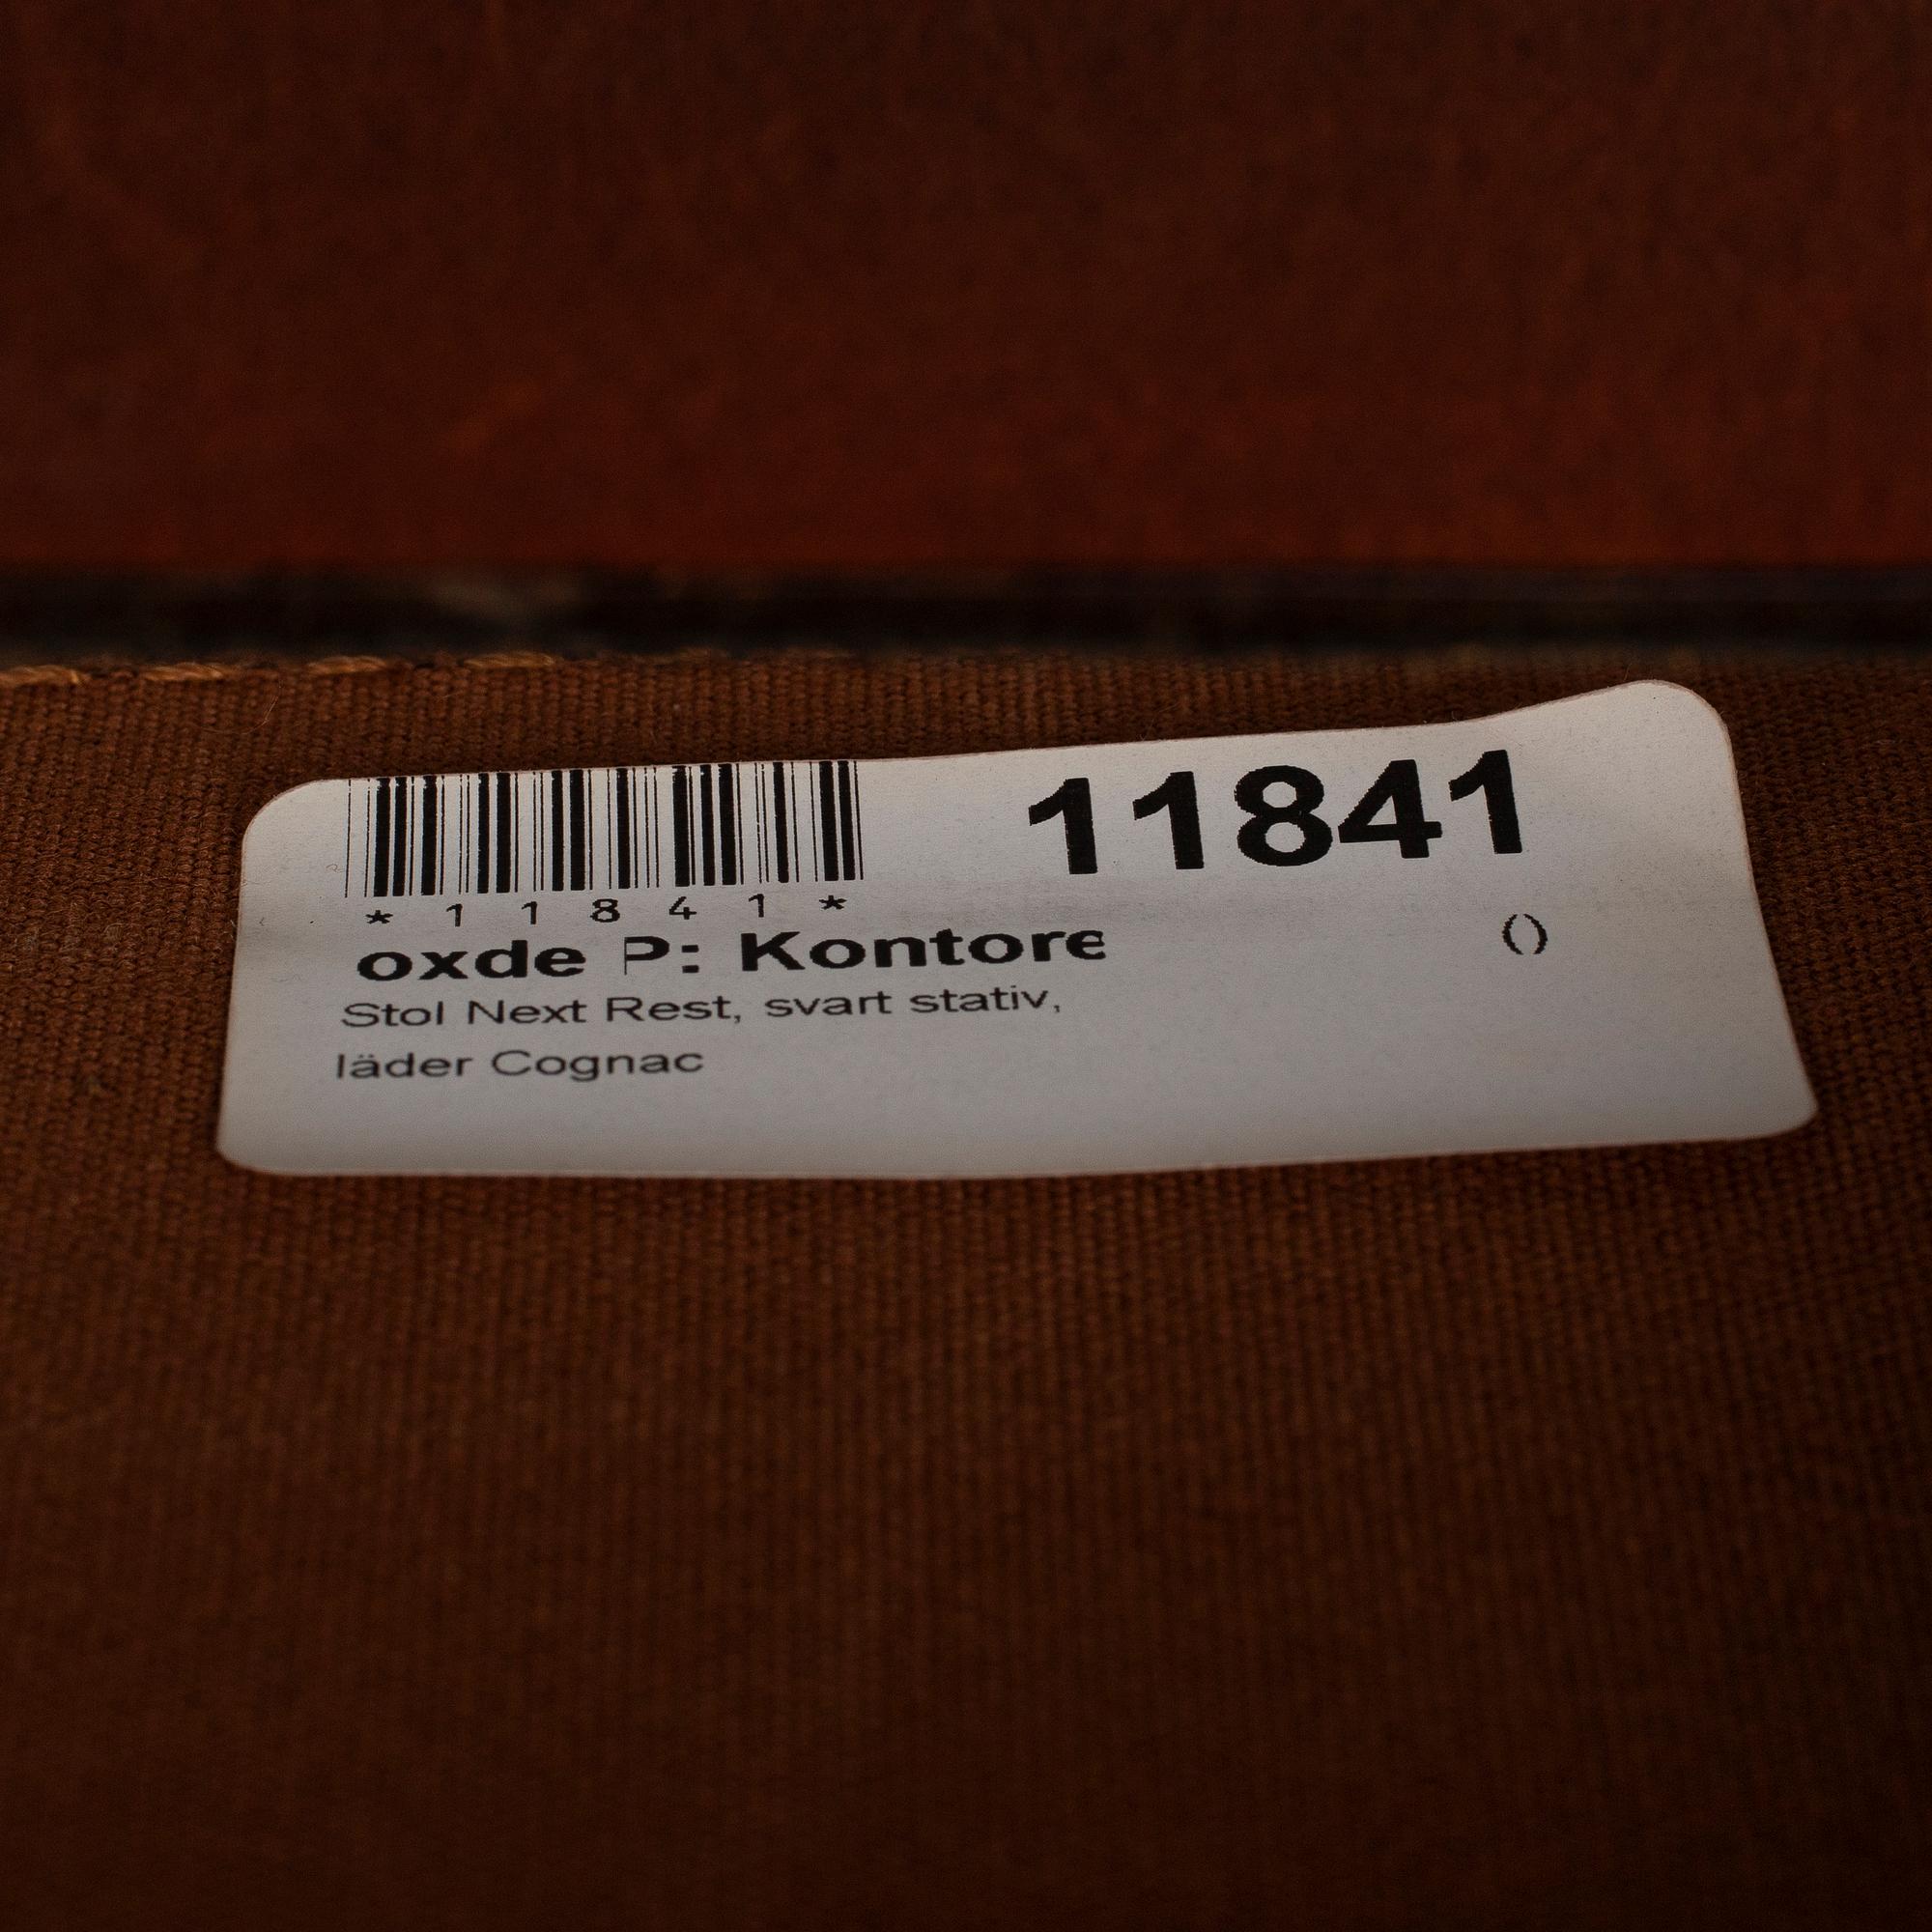 11841
*11841*
oxde P: Kontore
()
Stol Next Rest, svart stativ,
läder Cognac